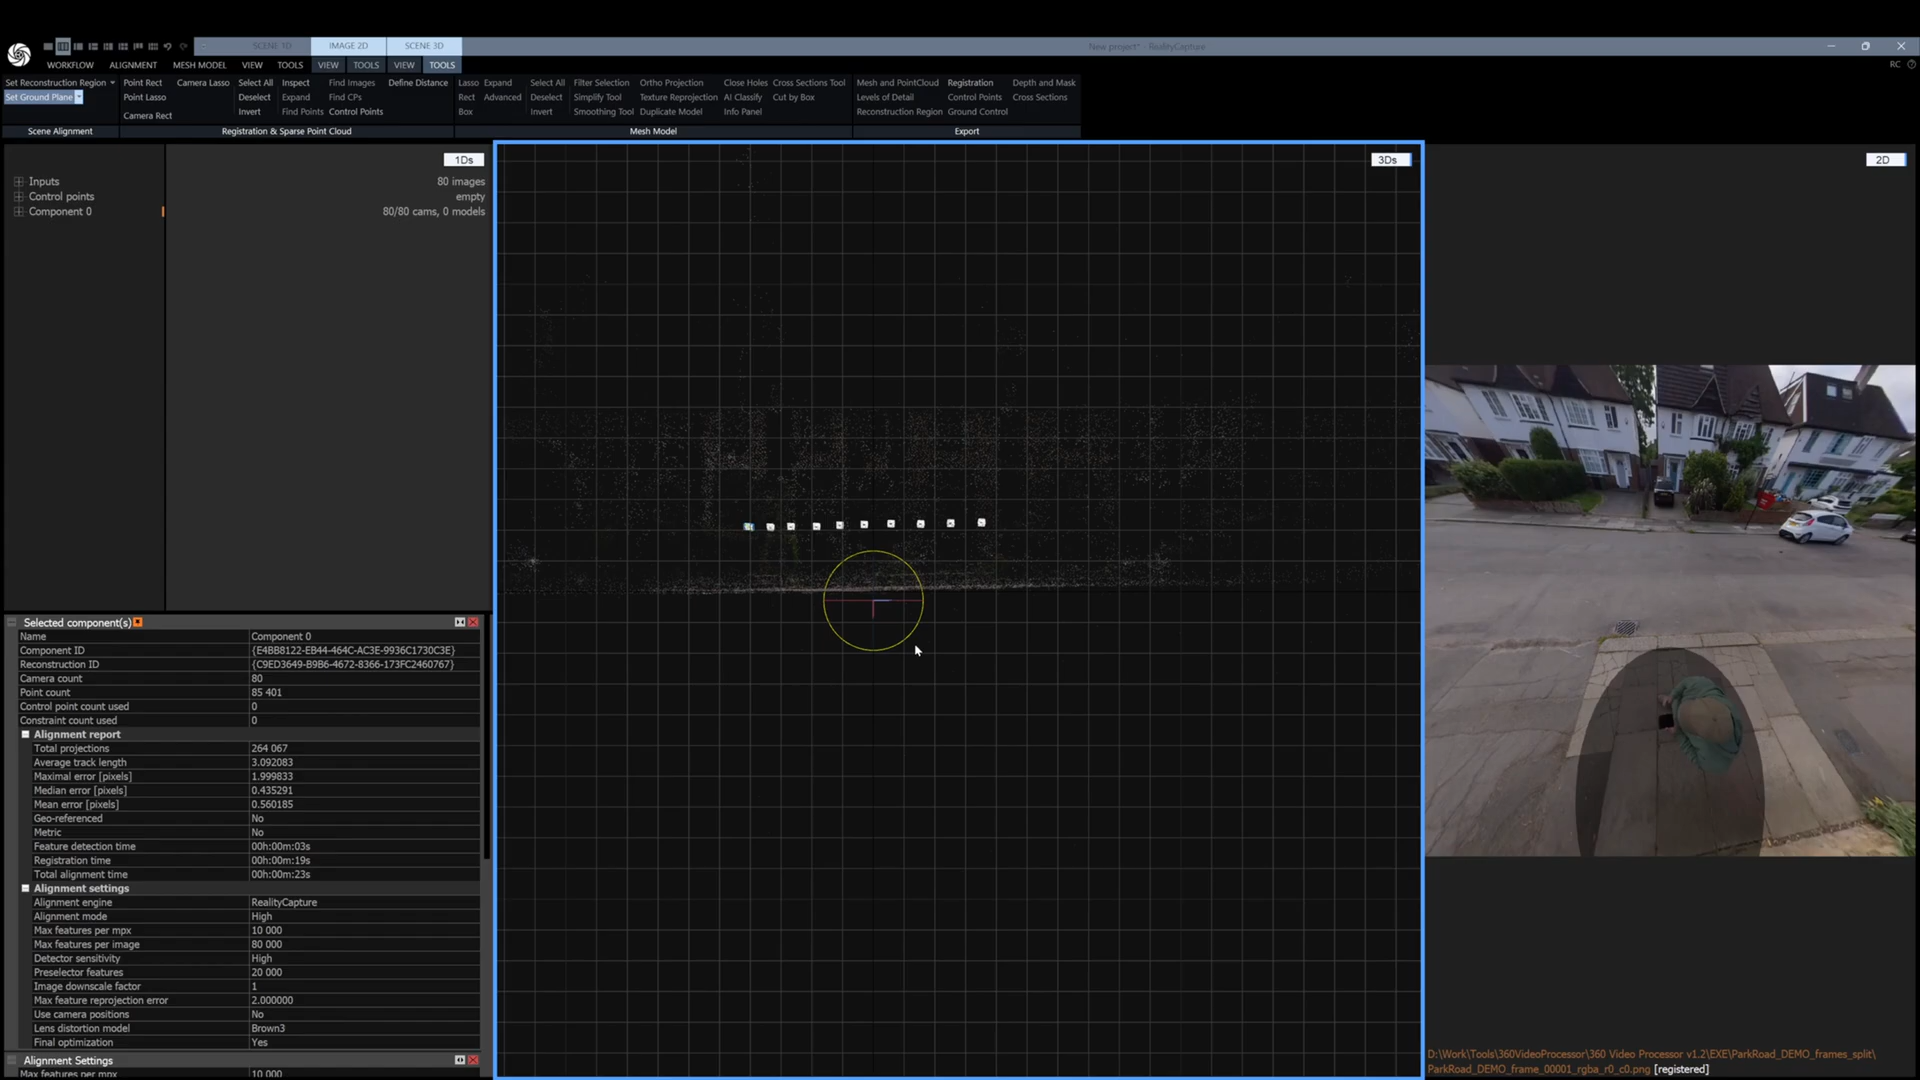 SCENE 1D IMAGE 2D SCENE 3D New project* - RealityCapture
WORKFLOW ALIGNMENT MESH MODEL VIEW TOOLS VIEW TOOLS VIEW TOOLS RC
Set Reconstruction Region Point Rect Camera Lasso Select All Inspect Find Images Define Distance Lasso Expand Select All Filter Selection Ortho Projection Close Holes Cross Sections Tool Mesh and PointCloud Registration Depth and Mask
Set Ground Plane Point Lasso Deselect Expand Find CPs Rect Advanced Deselect Simplify Tool Texture Reprojection AI Classify Cut by Box Levels of Detail Control Points Cross Sections
Camera Rect Invert Find Points Control Points Box Invert Smoothing Tool Duplicate Model Info Panel Reconstruction Region Ground Control
Scene Alignment Registration & Sparse Point Cloud Mesh Model Export
1Ds 3Ds 2D
Inputs 80 images
Control points empty
Component 0 80/80 cams, 0 models
Selected component(s)
Name Component 0
Component ID {E4BB8122-EB44-464C-AC3E-9936C1730C3E}
Reconstruction ID {C9ED3649-B9B6-4672-8366-173FC2460767}
Camera count 80
Point count 85 401
Control point count used 0
Constraint count used 0
Alignment report
Total projections 264 067
Average track length 3.092083
Maximal error [pixels] 1.999833
Median error [pixels] 0.435291
Mean error [pixels] 0.560185
Geo-referenced No
Metric No
Feature detection time 00h:00m:03s
Registration time 00h:00m:19s
Total alignment time 00h:00m:23s
Alignment settings
Alignment engine RealityCapture
Alignment mode High
Max features per mpx 10 000
Max features per image 80 000
Detector sensitivity High
Preselector features 20 000
Image downscale factor 1
Max feature reprojection error 2.000000
Use camera positions No
Lens distortion model Brown3
Final optimization Yes
Alignment Settings
Max features per mpx 10 000
D:\Work\Tools\360VideoProcessor\360 Video Processor v1.2\EXE\ParkRoad_DEMO_frames_split\
ParkRoad_DEMO_frame_00001_rgba_r0_c0.png [registered]